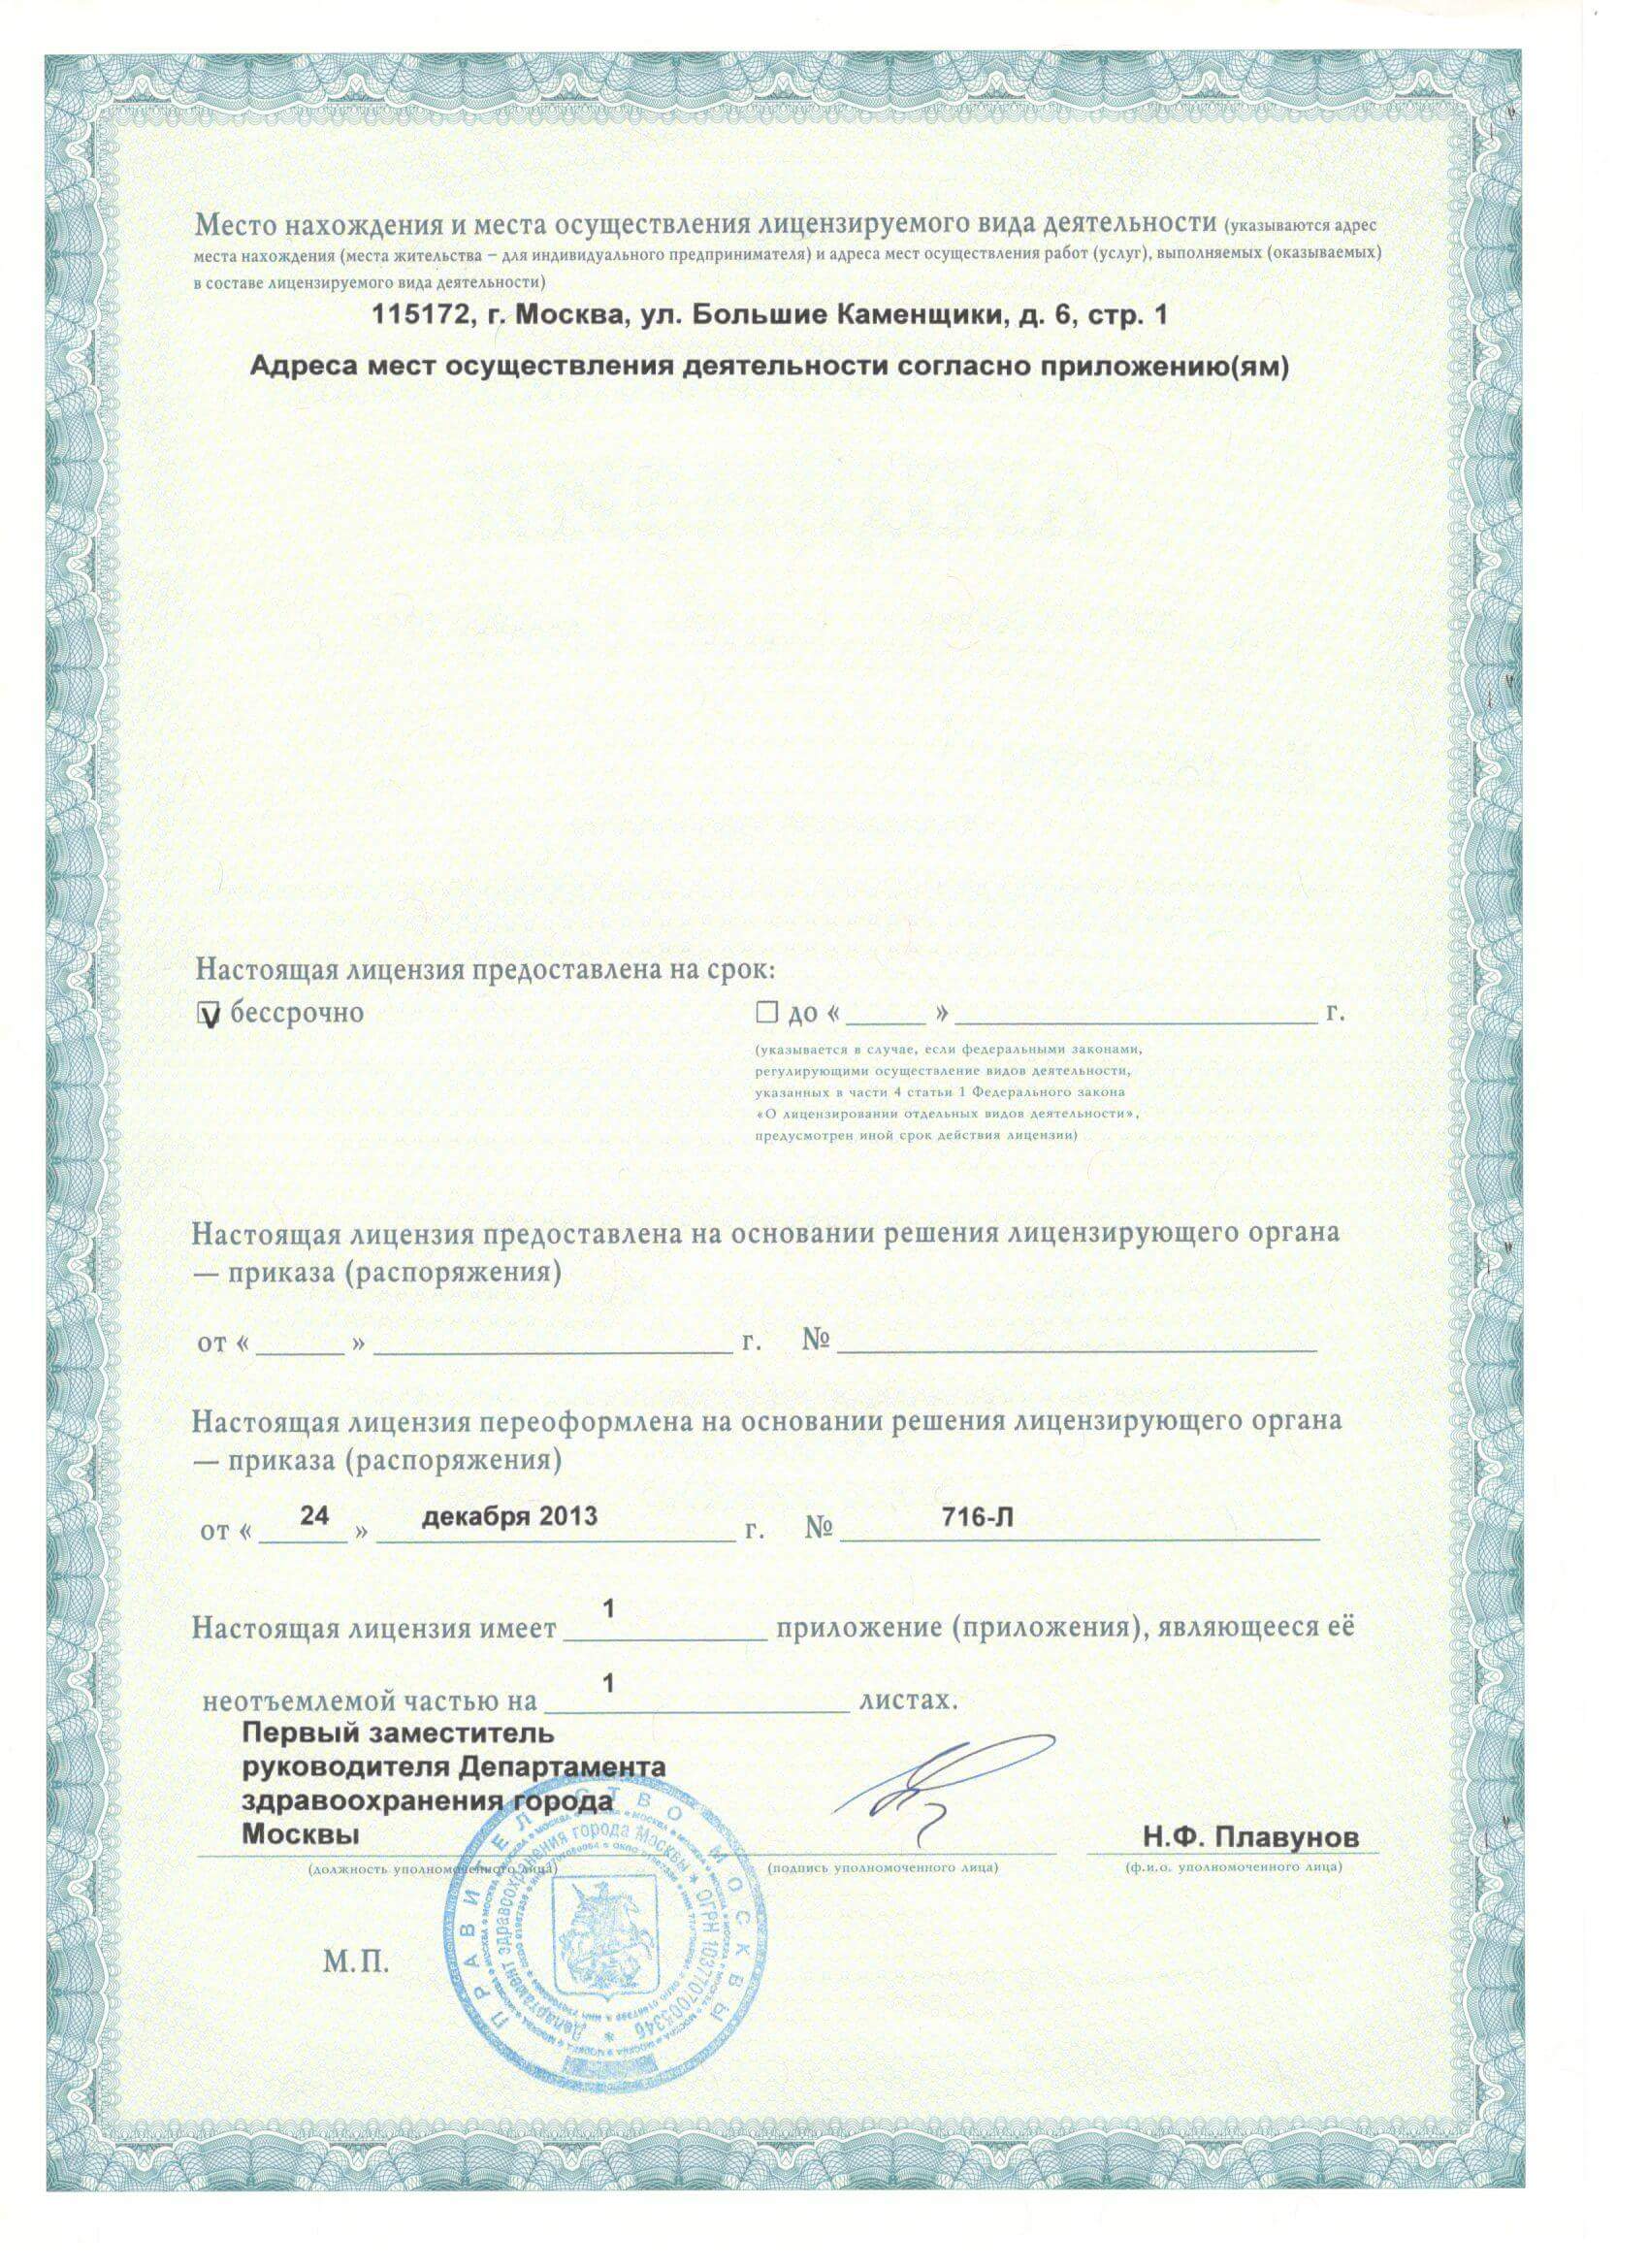 Место нахождения и места осуществления лицензируемого вида деятельности (указываются адрес
места нахождения (места жительства – для индивидуального предпринимателя) и адреса мест осуществления работ (услуг), выполняемых (оказываемых)
в составе лицензируемого вида деятельности)
115172, г. Москва, ул. Большие Каменщики, д. 6, стр. 1
Адреса мест осуществления деятельности согласно приложению(ям)
Настоящая лицензия предоставлена на срок:
V бессрочно
до « ______ » ______________ г.
(указывается в случае, если федеральными законами,
регулирующими осуществление видов деятельности,
указанных в части 4 статьи 1 Федерального закона
«О лицензировании отдельных видов деятельности»,
предусмотрен иной срок действия лицензии)
Настоящая лицензия предоставлена на основании решения лицензирующего органа
— приказа (распоряжения)
от « ______ » ______________ г. № ______________
Настоящая лицензия переоформлена на основании решения лицензирующего органа
— приказа (распоряжения)
от « 24 » декабря 2013 г. № 716-Л
Настоящая лицензия имеет 1 приложение (приложения), являющееся её
неотъемлемой частью на 1 листах.
Первый заместитель
руководителя Департамента
здравоохранения города
Москвы
Н.Ф. Плавунов
(должность уполномоченного лица)
(подпись уполномоченного лица)
(ф.и.о. уполномоченного лица)
М.П.
ПРАВИТЕЛЬСТВО МОСКВЫ
Департамент здравоохранения города Москвы * ОГРН 1037707005346 *